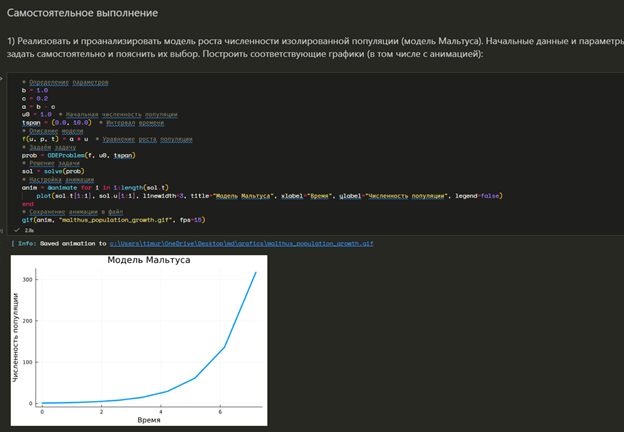 Самостоятельное выполнение
1) Реализовать и проанализировать модель роста численности изолированной популяции (модель Мальтуса). Начальные данные и параметры
задать самостоятельно и пояснить их выбор. Построить соответствующие графики (в том числе с анимацией):
# Определение параметров
b = 1.0
c = 0.2
a = b - c
u0 = 1.0 # Начальная численность популяции
tspan = (0.0, 10.0) # Интервал времени
# Описание модели
f(u, p, t) = a * u # Уравнение роста популяции
# Задаём задачу
prob = ODEProblem(f, u0, tspan)
# Решение задачи
sol = solve(prob)
# Настройка анимации
anim = @animate for i in 1:length(sol.t)
plot(sol.t[1:i], sol.u[1:i], linewidth=3, title="Модель Мальтуса", xlabel="Время", ylabel="Численность популяции", legend=false)
end
# Сохранение анимации в файл
gif(anim, "malthus_population_growth.gif", fps=15)
✓ 2.8s
[ Info: Saved animation to c:\Users\timur\OneDrive\Desktop\md\grafics\malthus_population_growth.gif
Модель Мальтуса
Численность популяции
300
200
100
0
0 2 4 6
Время